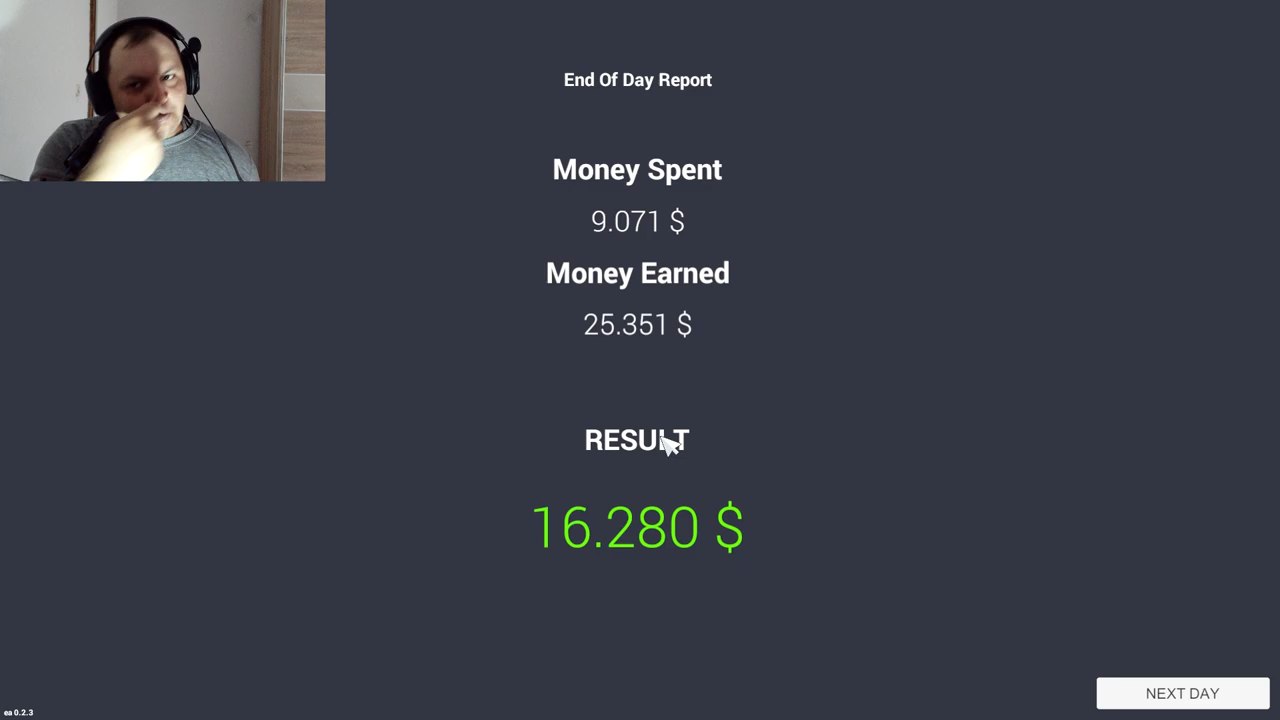 End Of Day Report
Money Spent
9.071 $
Money Earned
25.351 $
RESULT
16.280 $
NEXT DAY
ea 0.2.3